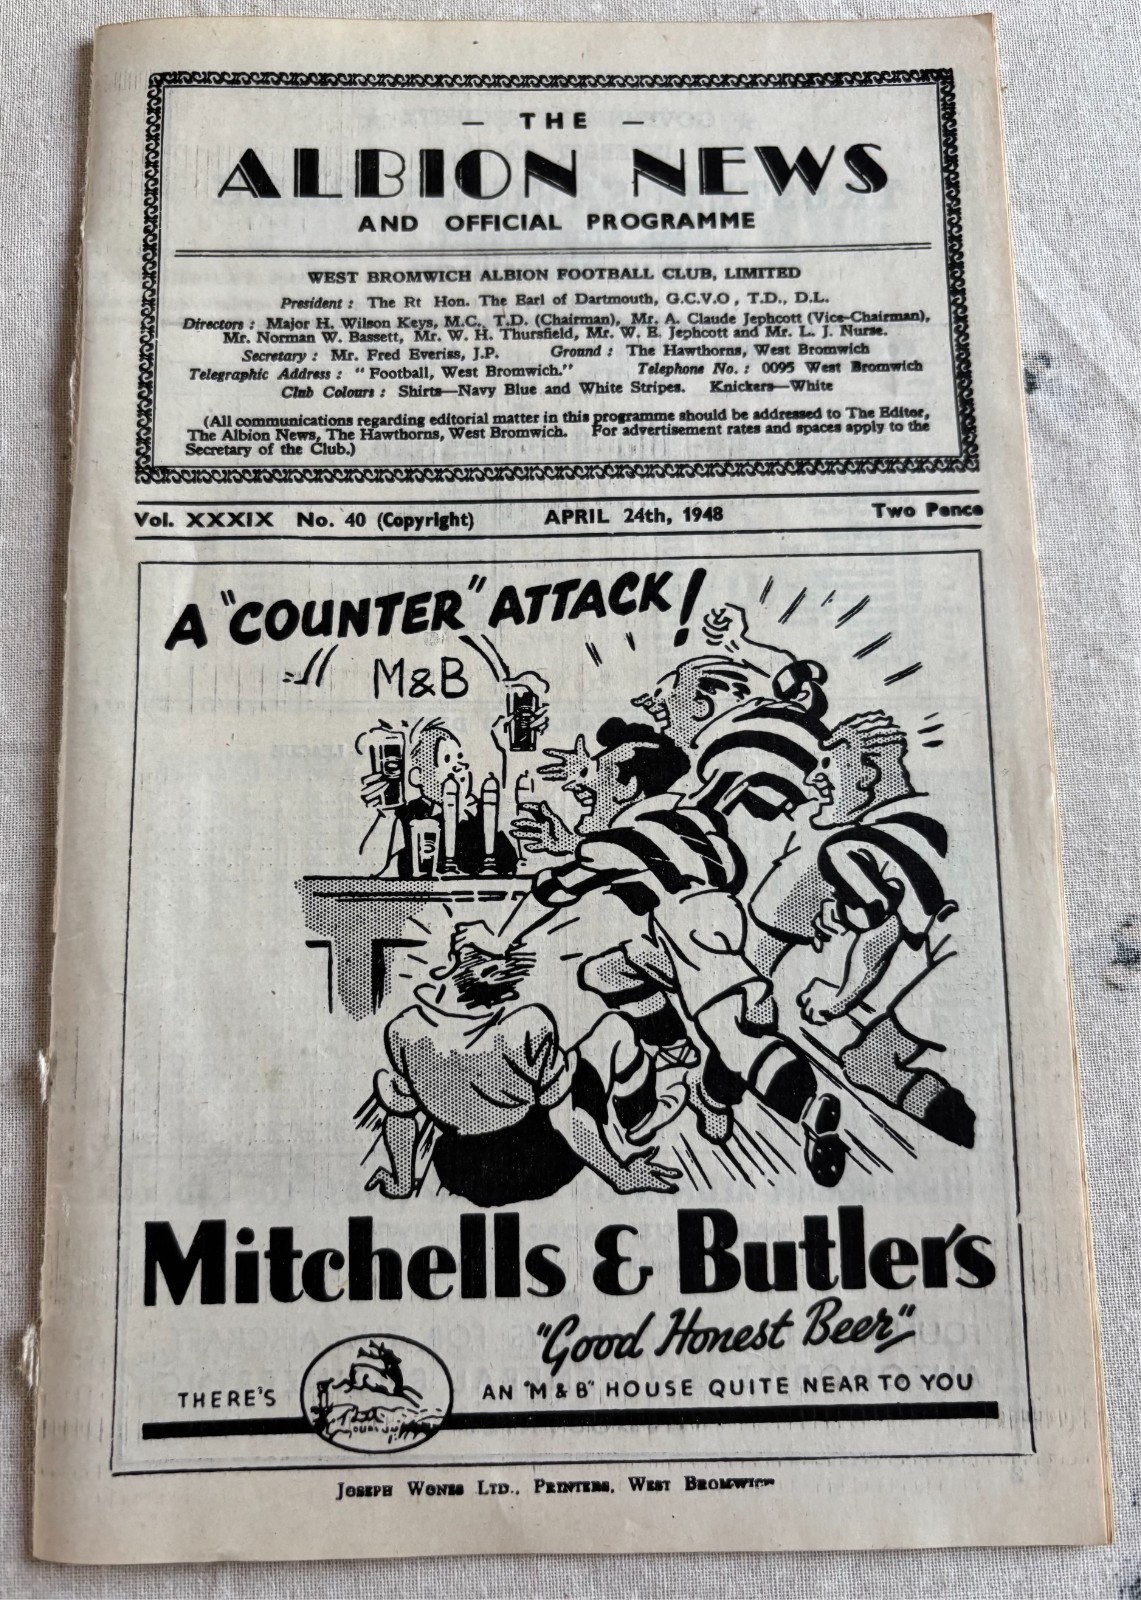 — THE —
ALBION NEWS
AND OFFICIAL PROGRAMME
WEST BROMWICH ALBION FOOTBALL CLUB, LIMITED
President : The Rt Hon. The Earl of Dartmouth, G.C.V.O , T.D., D.L.
Directors : Major H. Wilson Keys, M.C., T.D. (Chairman), Mr. A. Claude Jephcott (Vice-Chairman),
Mr. Norman W. Bassett, Mr. W. H. Thursfield, Mr. W. E. Jephcott and Mr. L. J. Nurse.
Secretary : Mr. Fred Everiss, J.P. Ground : The Hawthorns, West Bromwich
Telegraphic Address : "Football, West Bromwich." Telephone No. : 0095 West Bromwich
Club Colours : Shirts—Navy Blue and White Stripes. Knickers—White
(All communications regarding editorial matter in this programme should be addressed to The Editor,
The Albion News, The Hawthorns, West Bromwich. For advertisement rates and spaces apply to the
Secretary of the Club.)
Vol. XXXIX No. 40 (Copyright) APRIL 24th, 1948 Two Pence
A "COUNTER" ATTACK!
M&B
Mitchells & Butler's
"Good Honest Beer"
THERE'S AN "M & B" HOUSE QUITE NEAR TO YOU
JOSEPH WONES LTD., PRINTERS, WEST BROMWICH